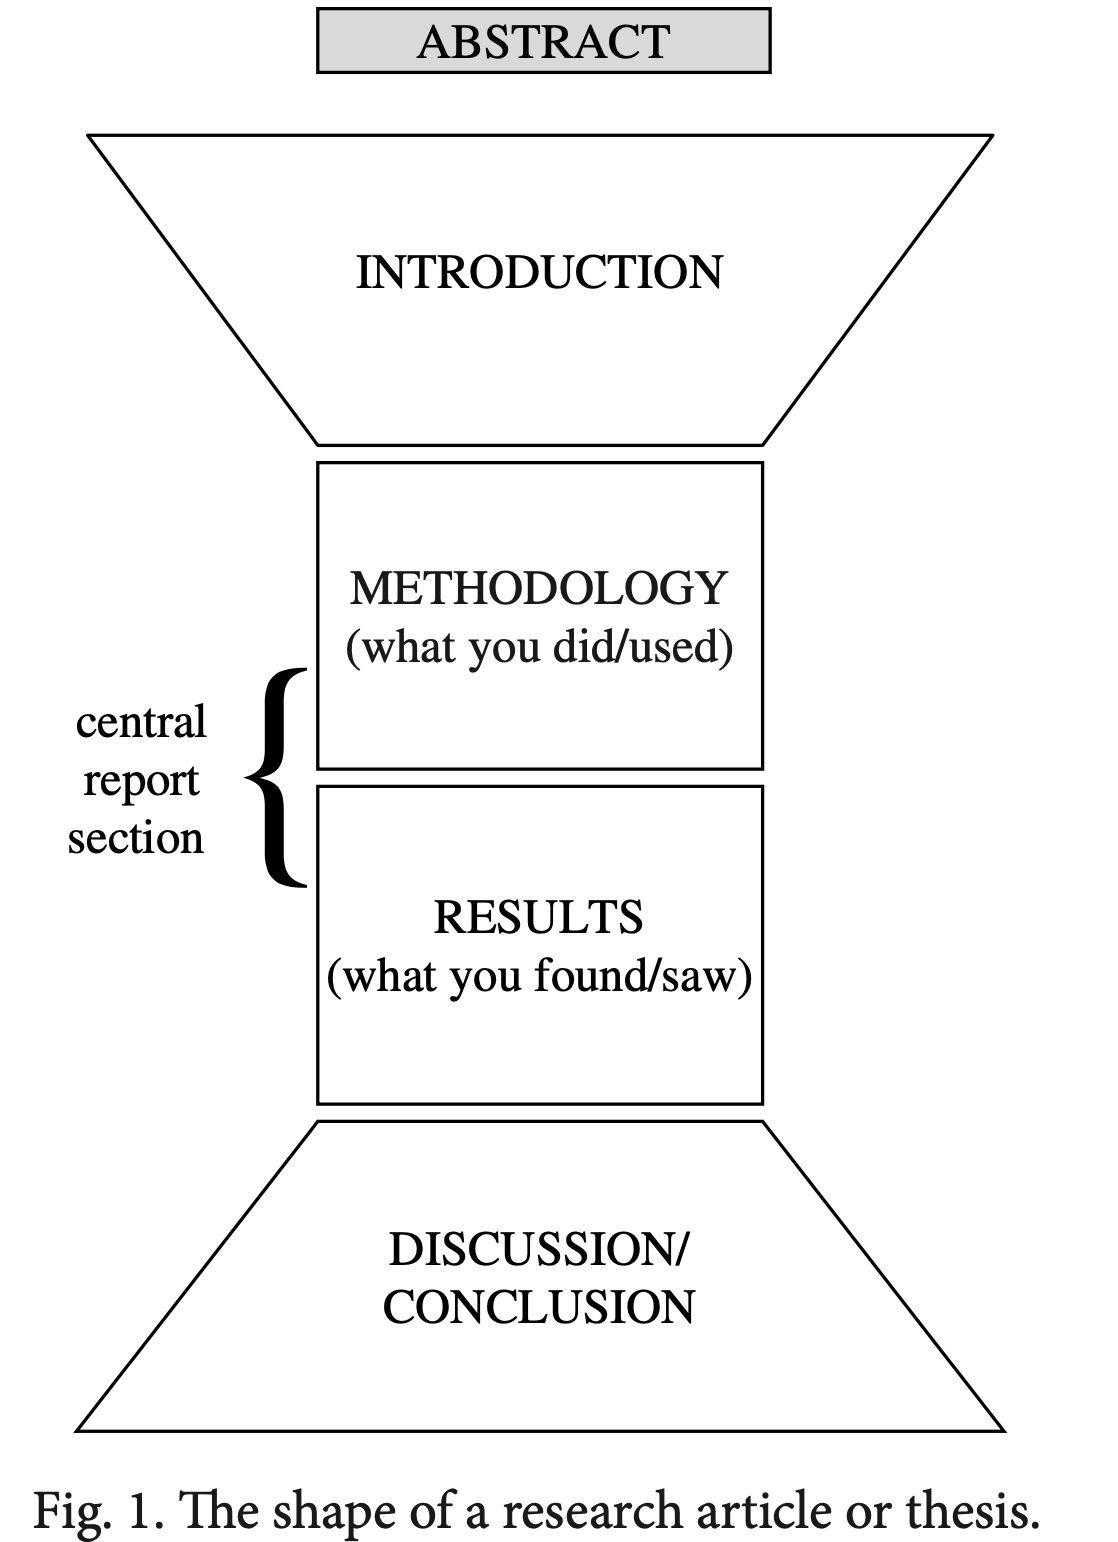 ABSTRACT
INTRODUCTION
METHODOLOGY
(what you did/used)
central
report
section
RESULTS
(what you found/saw)
DISCUSSION/
CONCLUSION
Fig. 1. The shape of a research article or thesis.